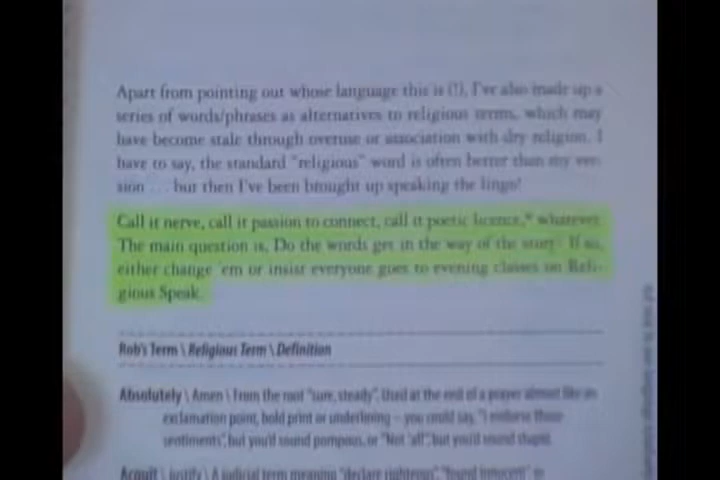 Apart from pointing out whose language this is (!), I've also made up a
series of words/phrases as alternatives to religious terms, which may
have become stale through overuse or association with dry religion. I
have to say, the standard "religious" word is often better than my ver-
sion . . . but then I've been brought up speaking the lingo!
Call it nerve, call it passion to connect, call it poetic licence,* whatever.
The main question is, Do the words get in the way of the story? If so,
either change 'em or insist everyone goes to evening classes on Reli-
gious Speak.
Rob's Term \ Religious Term \ Definition
Absolutely \ Amen \ From the root "sure, steady". Used at the end of a prayer almost like an
exclamation point, bold print or underlining – you could say, "I endorse those
sentiments", but you'd sound pompous, or "Not 'alf", but you'd sound stupid.
Acquit \ Justify \ A judicial term meaning "declare righteous", "found innocent" or